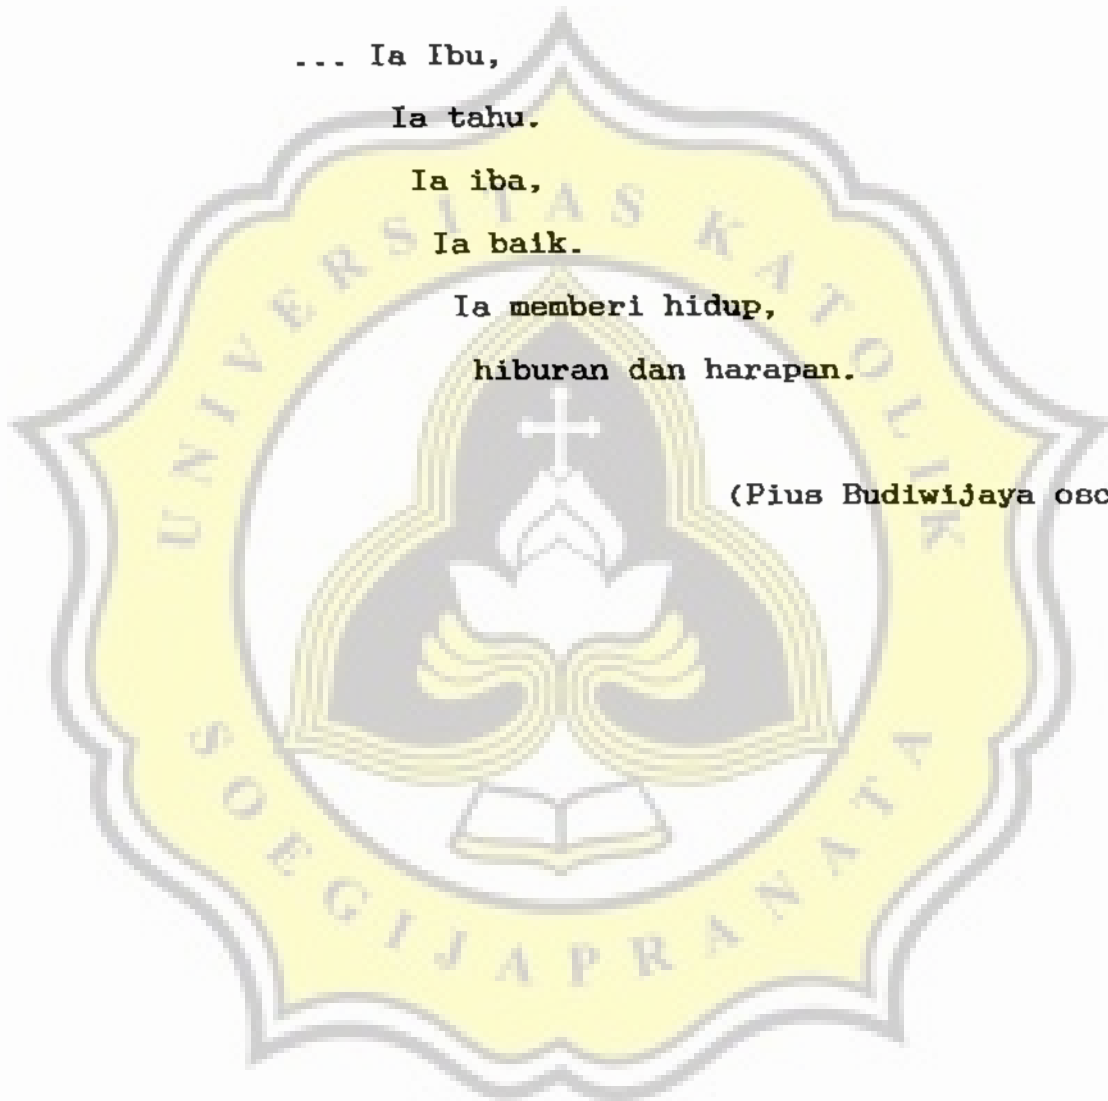 ... Ia Ibu,
Ia tahu.
Ia iba,
Ia baik.
Ia memberi hidup,
hiburan dan harapan.
(Pius Budiwijaya osc
UNIVERSITAS KATOLIK
SOEGIJAPRANATA